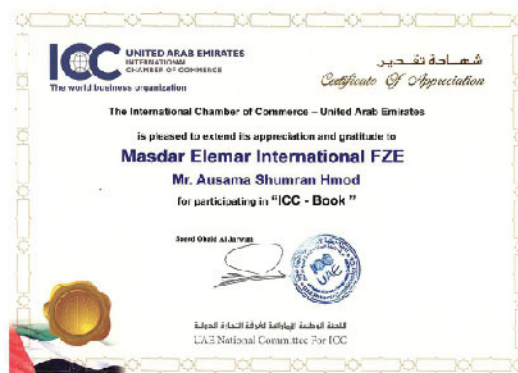 ICC
UNITED ARAB EMIRATES
INTERNATIONAL
CHAMBER OF COMMERCE
The world business organization
شهادة تقدير
Certificate Of Appreciation
The International Chamber of Commerce – United Arab Emirates
is pleased to extend its appreciation and gratitude to
Masdar Elemar International FZE
Mr. Ausama Shumran Hmod
for participating in "ICC - Book "
Saeed Obaid Al Jarwan
ICC
UAE
اللجنة الوطنية الإماراتية لغرفة التجارة الدولية
UAE National Committee For ICC